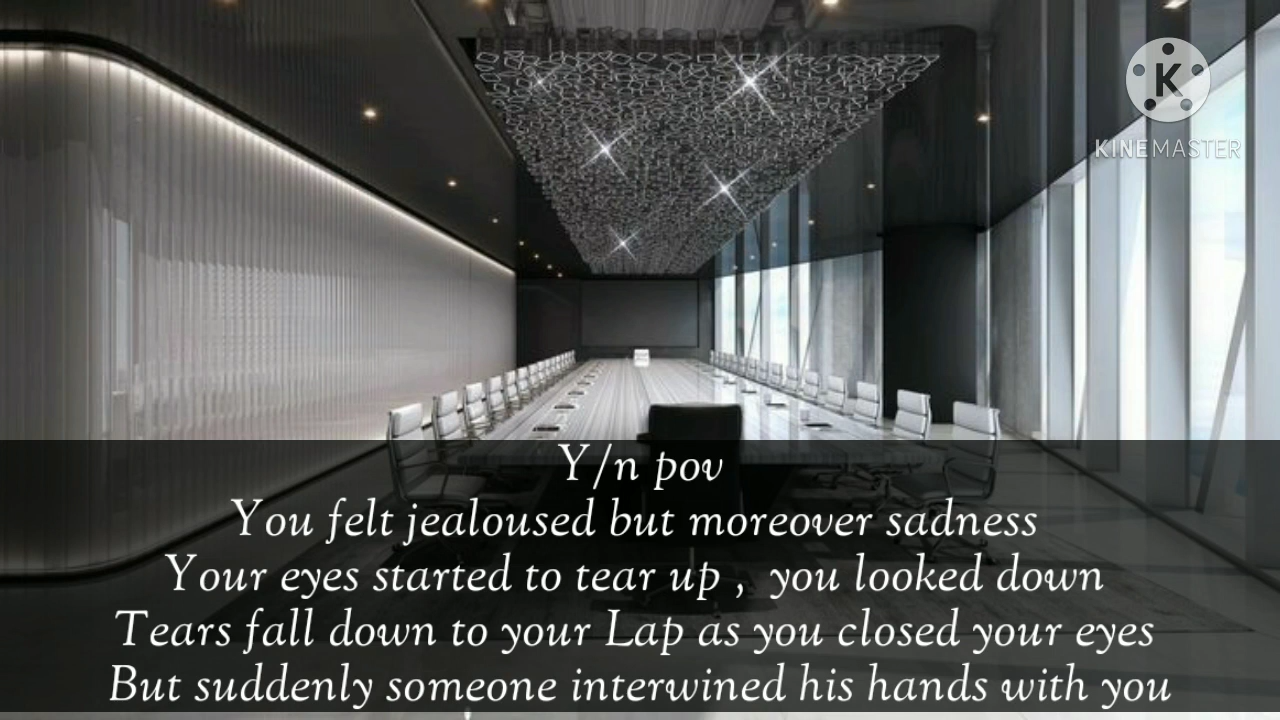 K
KINEMASTER
Y/n pov
You felt jealoused but moreover sadness
Your eyes started to tear up , you looked down
Tears fall down to your Lap as you closed your eyes
But suddenly someone interwined his hands with you